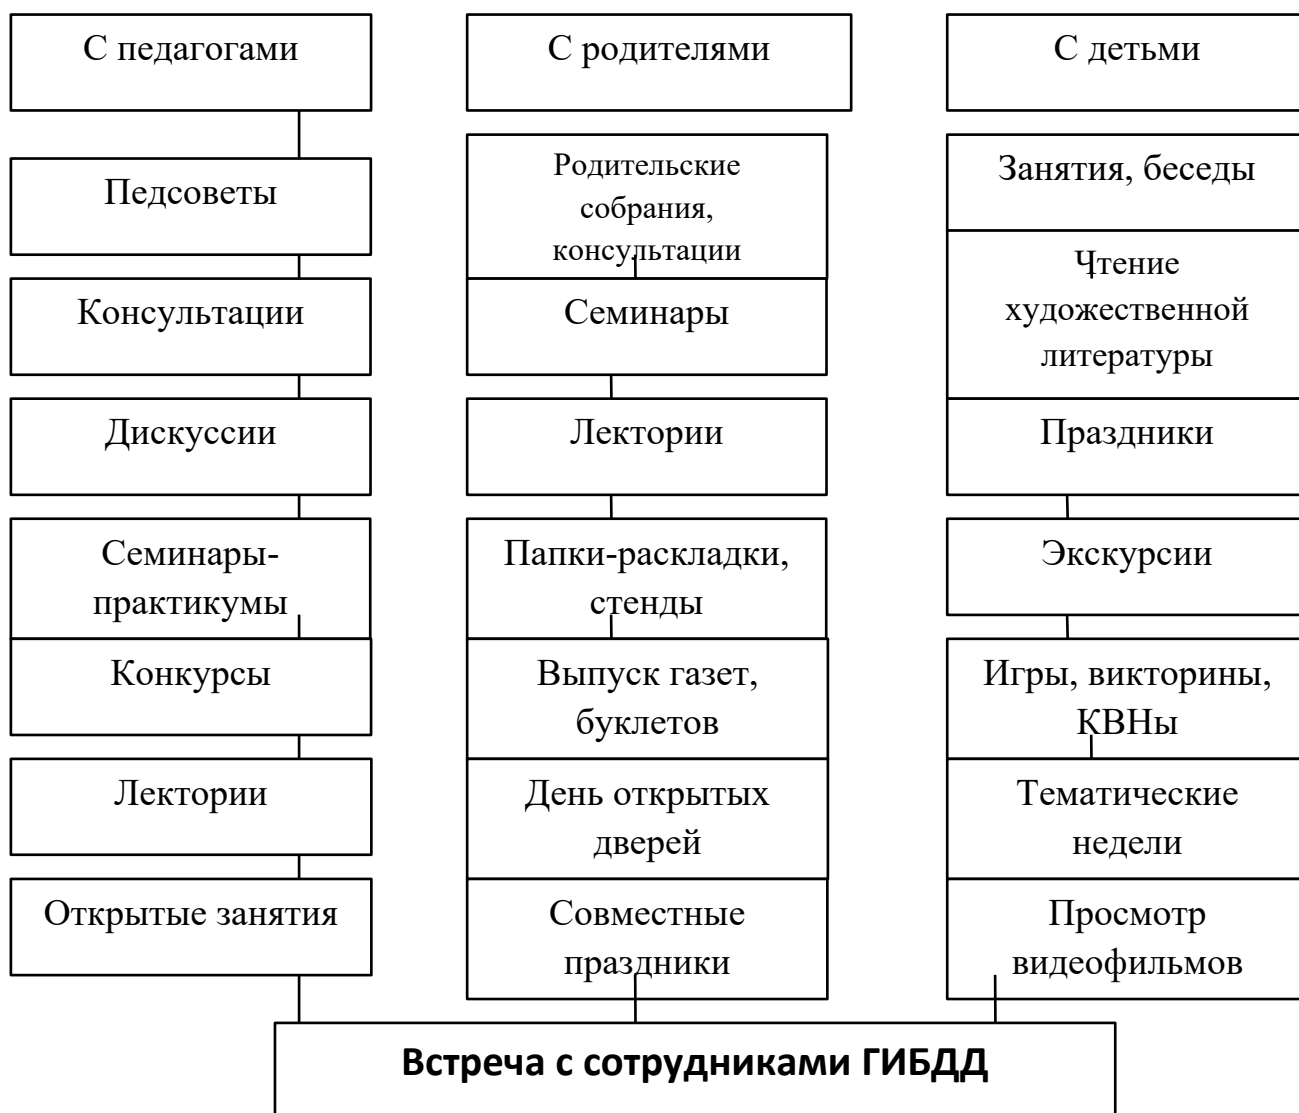 С педагогами
Педсоветы
Консультации
Дискуссии
Семинары-
практикумы
Конкурсы
Лектории
Открытые занятия
С родителями
Родительские
собрания,
консультации
Семинары
Лектории
Папки-раскладки,
стенды
Выпуск газет,
буклетов
День открытых
дверей
Совместные
праздники
С детьми
Занятия, беседы
Чтение
художественной
литературы
Праздники
Экскурсии
Игры, викторины,
КВНы
Тематические
недели
Просмотр
видеофильмов
Встреча с сотрудниками ГИБДД